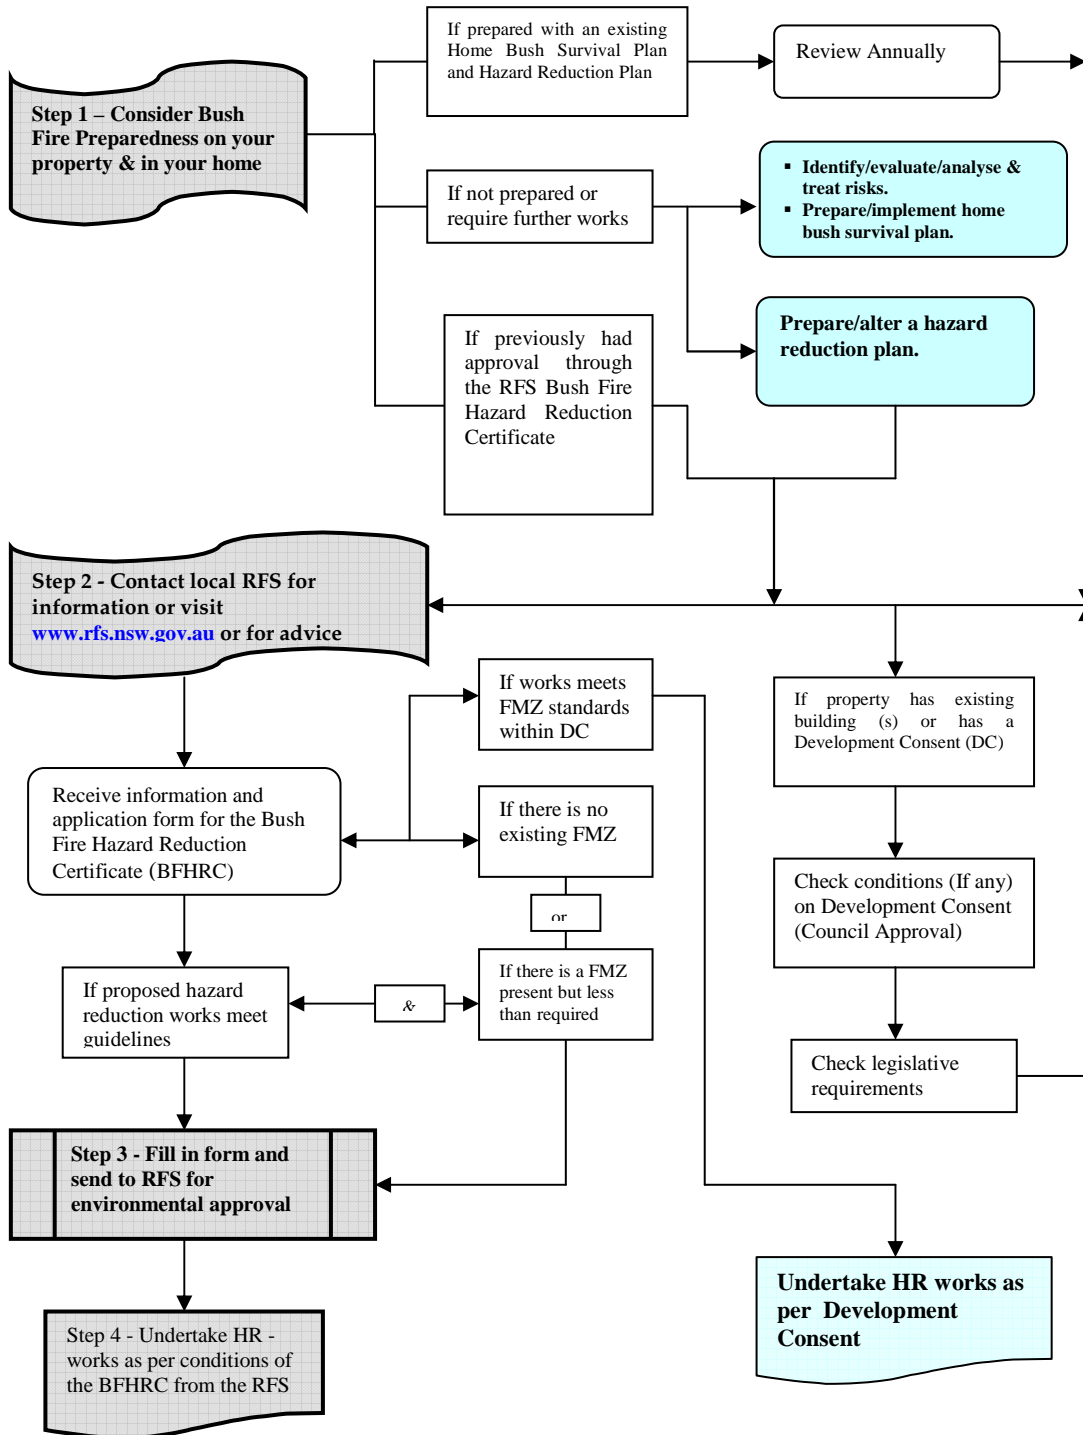 If prepared with an existing
Home Bush Survival Plan
and Hazard Reduction Plan
Review Annually
Step 1 – Consider Bush
Fire Preparedness on your
property & in your home
If not prepared or
require further works
▪ Identify/evaluate/analyse &
treat risks.
▪ Prepare/implement home
bush survival plan.
If previously had
approval through
the RFS Bush Fire
Hazard Reduction
Certificate
Prepare/alter a hazard
reduction plan.
Step 2 - Contact local RFS for
information or visit
www.rfs.nsw.gov.au or for advice
If works meets
FMZ standards
within DC
If property has existing
building (s) or has a
Development Consent (DC)
Receive information and
application form for the Bush
Fire Hazard Reduction
Certificate (BFHRC)
If there is no
existing FMZ
or
Check conditions (If any)
on Development Consent
(Council Approval)
If proposed hazard
reduction works meet
guidelines
&
If there is a FMZ
present but less
than required
Check legislative
requirements
Step 3 - Fill in form and
send to RFS for
environmental approval
Undertake HR works as
per Development
Consent
Step 4 - Undertake HR -
works as per conditions of
the BFHRC from the RFS